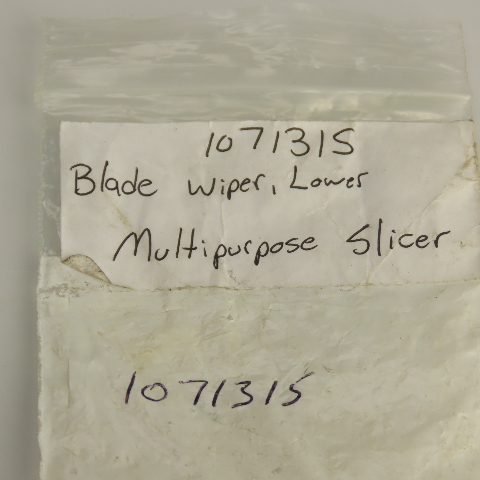 1071315
Blade Wiper, Lower
Multipurpose Slicer
1071315